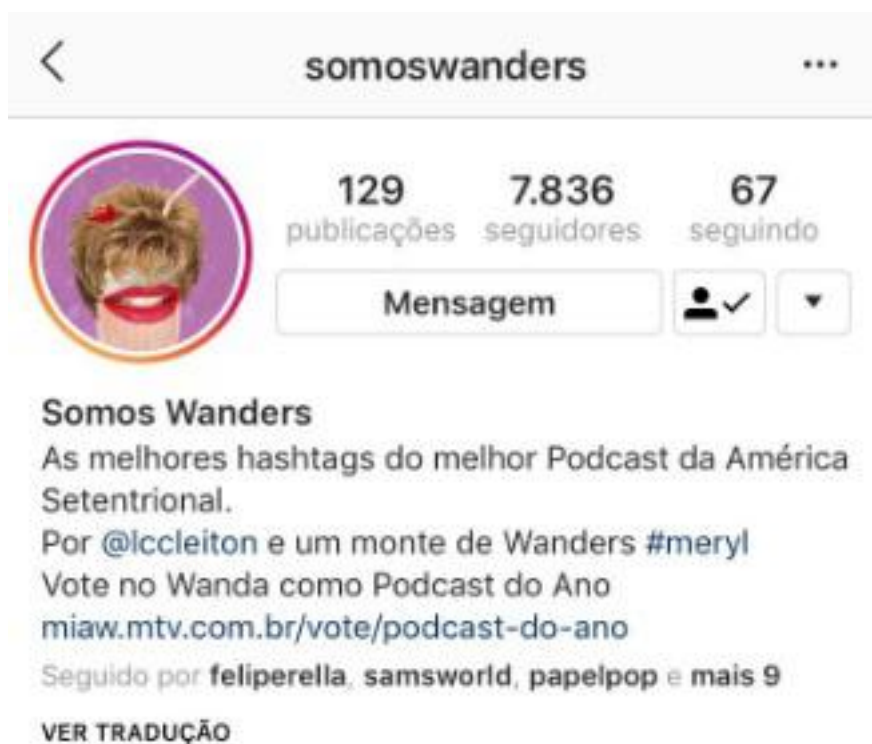 somoswanders
129 7.836 67
publicações seguidores seguindo
Mensagem
Somos Wanders
As melhores hashtags do melhor Podcast da América
Setentrional.
Por @lccleiton e um monte de Wanders #meryl
Vote no Wanda como Podcast do Ano
miaw.mtv.com.br/vote/podcast-do-ano
Seguido por feliperella, samsworld, papelpop e mais 9
VER TRADUÇÃO